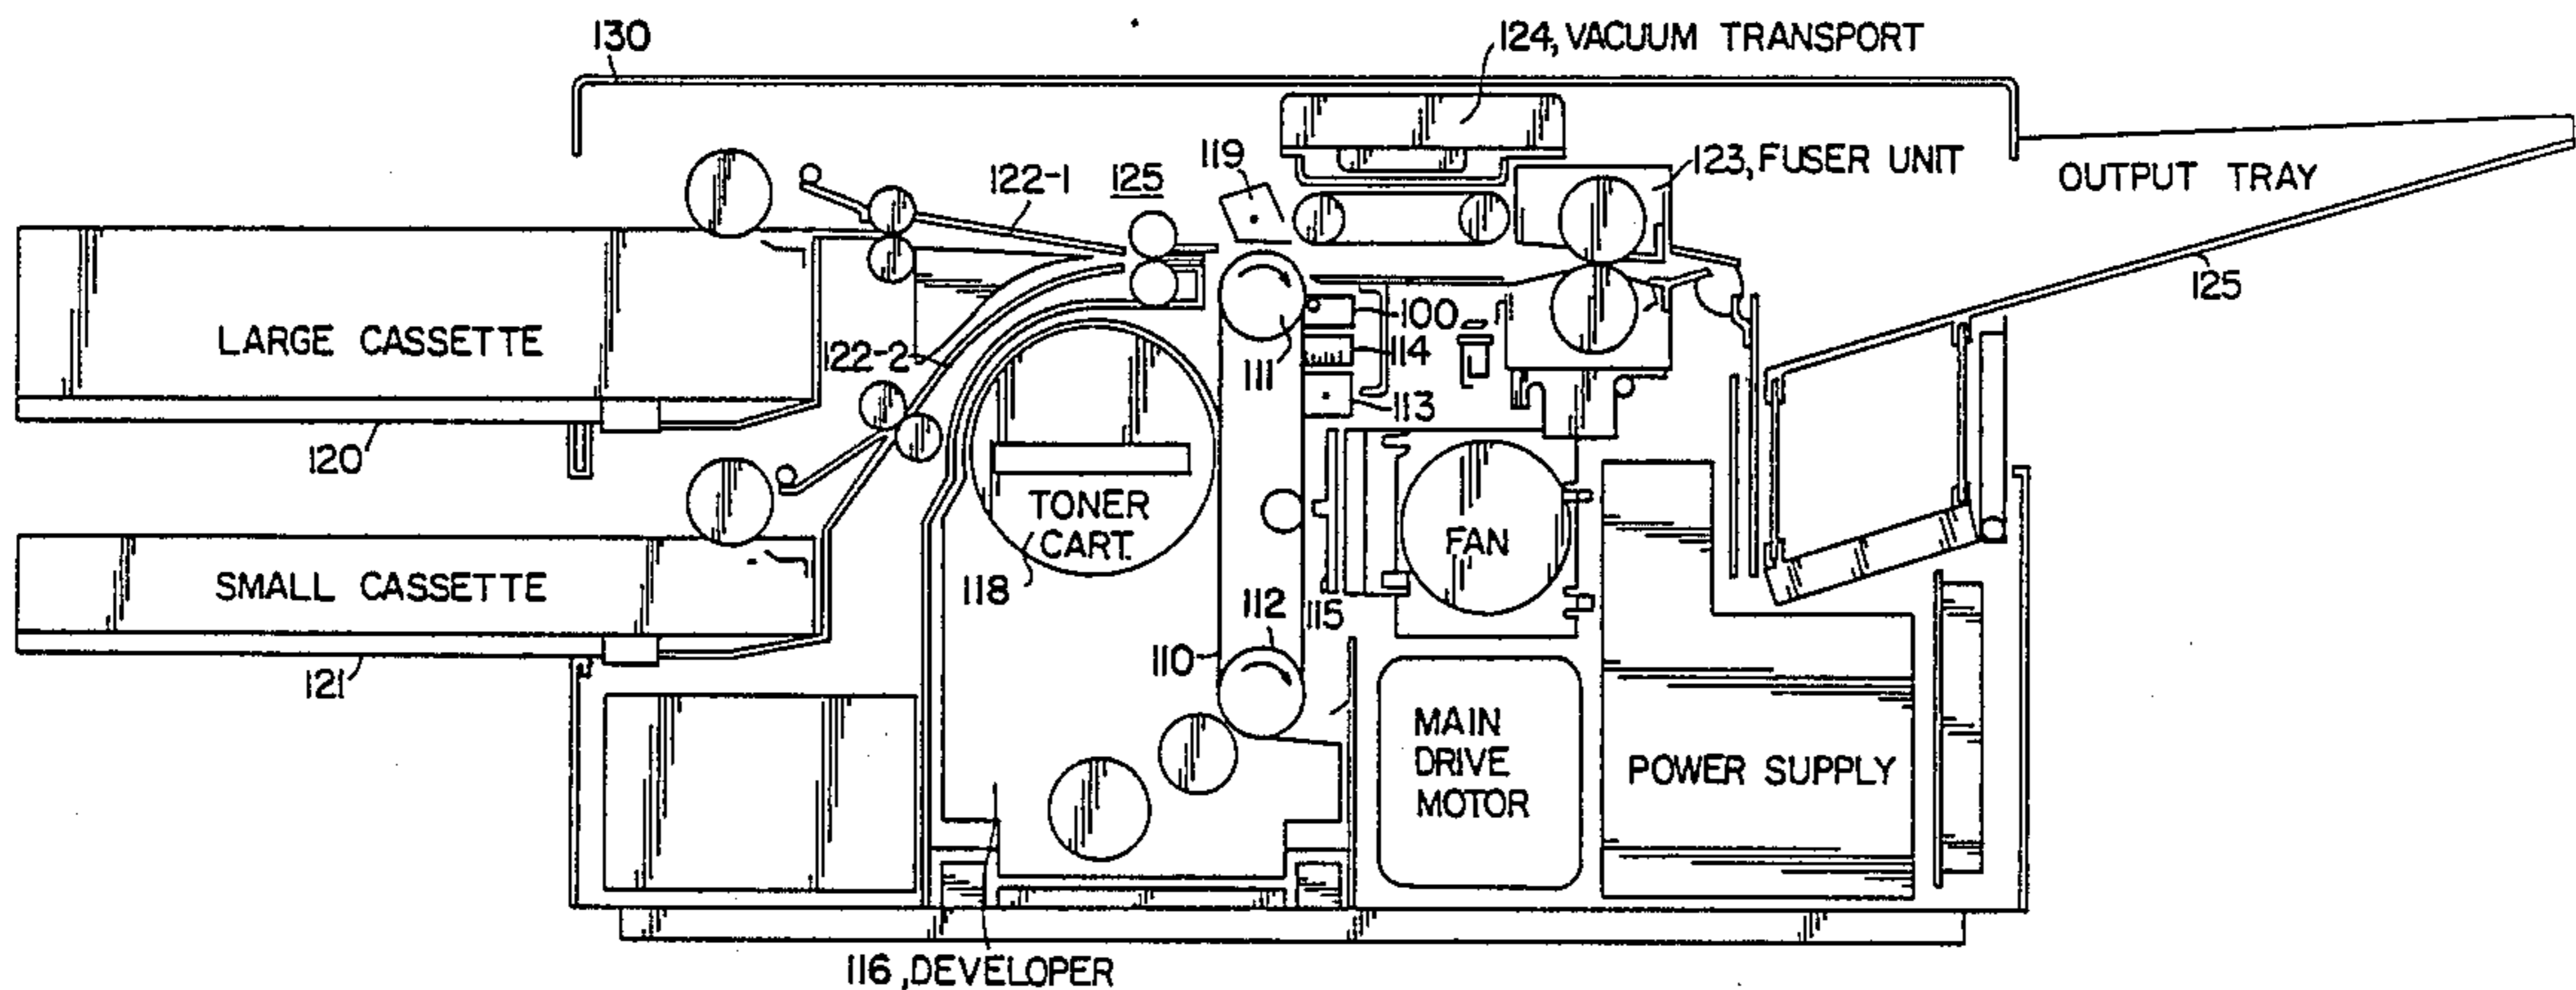 130
124, VACUUM TRANSPORT
119
122-1
125
123, FUSER UNIT
OUTPUT TRAY
125
LARGE CASSETTE
122-2
100
114
111
113
120
TONER
CART.
118
FAN
SMALL CASSETTE
112
115
110
121
MAIN
DRIVE
MOTOR
POWER SUPPLY
116, DEVELOPER